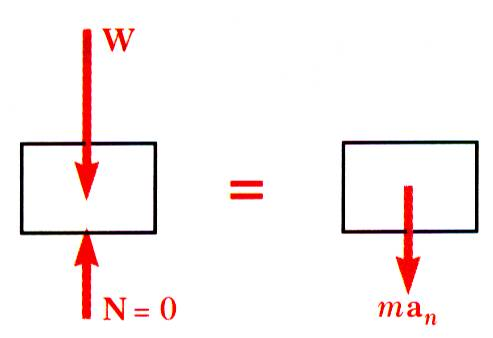 W
=
N = 0
maₙ